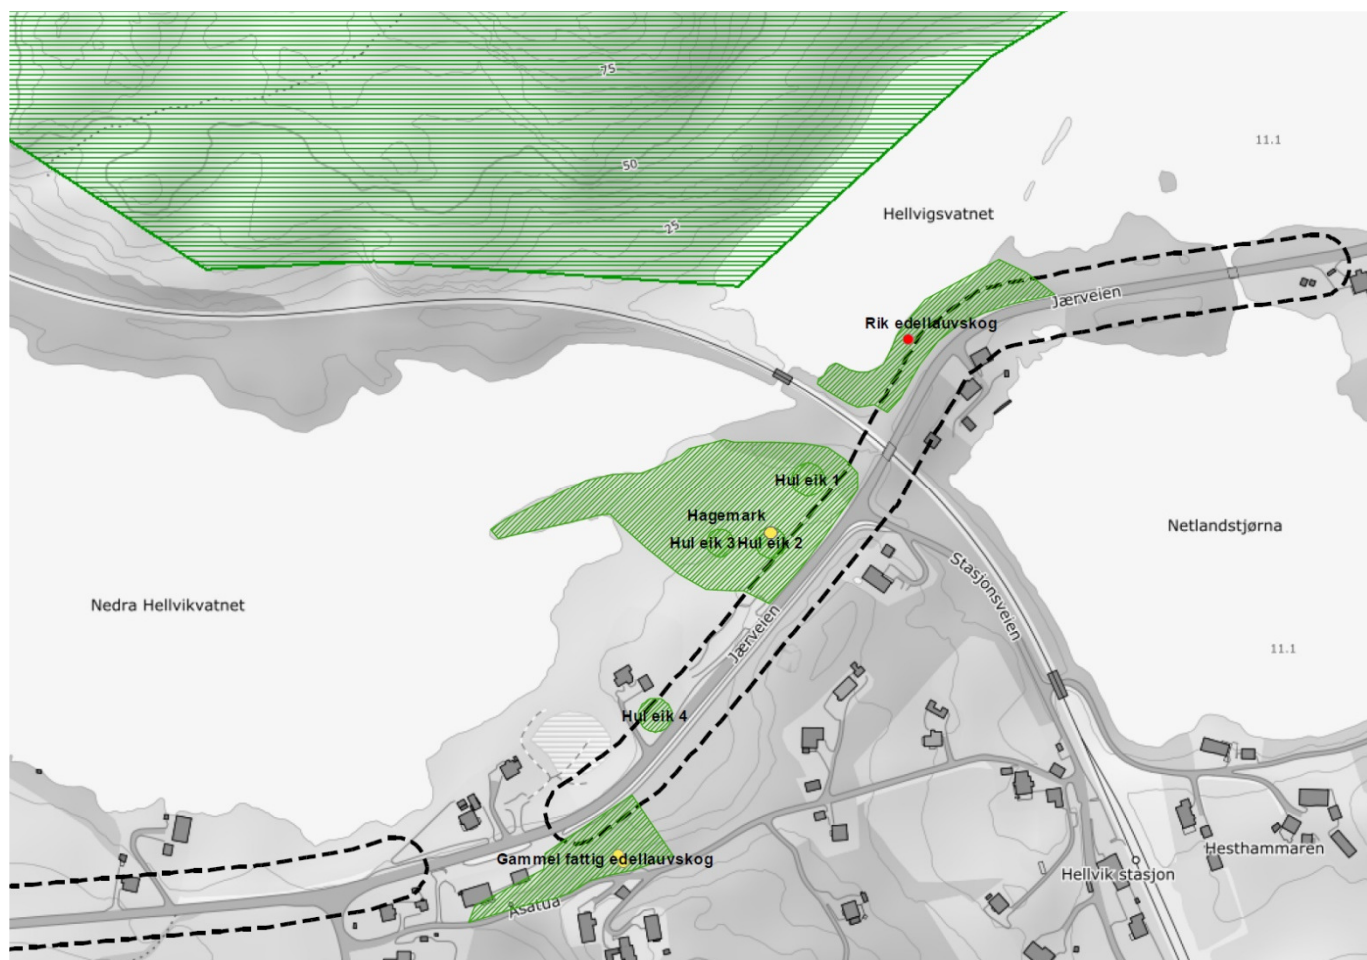 75
11.1
50
Hellvigsvatnet
25
Jærveien
Rik edellauvskog
Hul eik 1
Hagemark
Netlandstjørna
Hul eik 3 Hul eik 2
Stasjonsveien
Nedra Hellvikvatnet
Jærveien
11.1
Hul eik 4
Hesthammaren
Gammel fattig edellauvskog
Hellvik stasjon
Åsatua